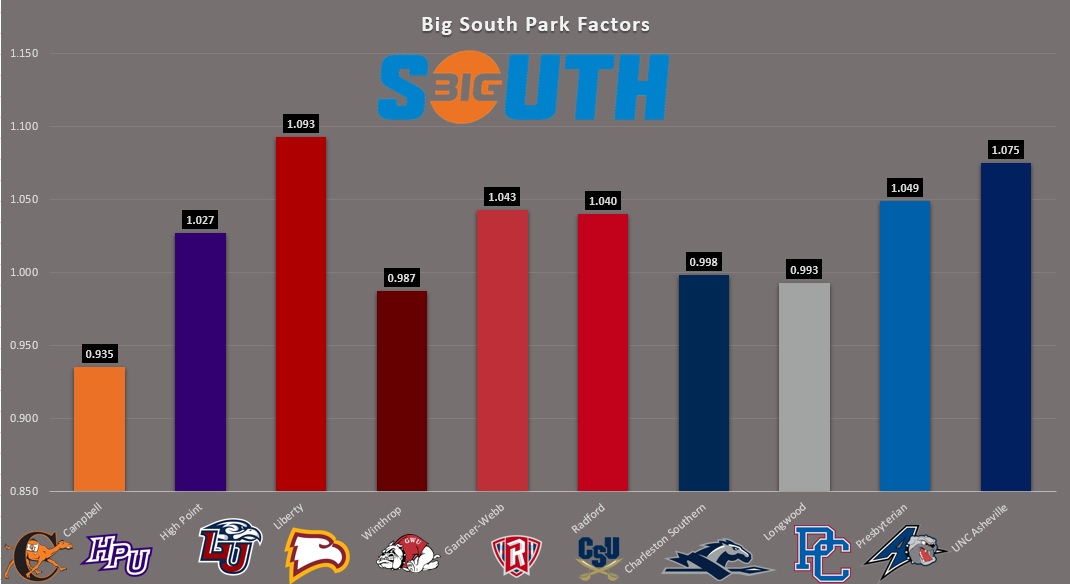 Big South Park Factors
SOUTH
BIG
1.150
1.100
1.050
1.000
0.950
0.900
0.850
0.935
1.027
1.093
0.987
1.043
1.040
0.998
0.993
1.049
1.075
Campbell
High Point
Liberty
Winthrop
Gardner-Webb
Radford
Charleston Southern
Longwood
Presbyterian
UNC Asheville
C
HPU
LU
GWU
R
CSU
PC